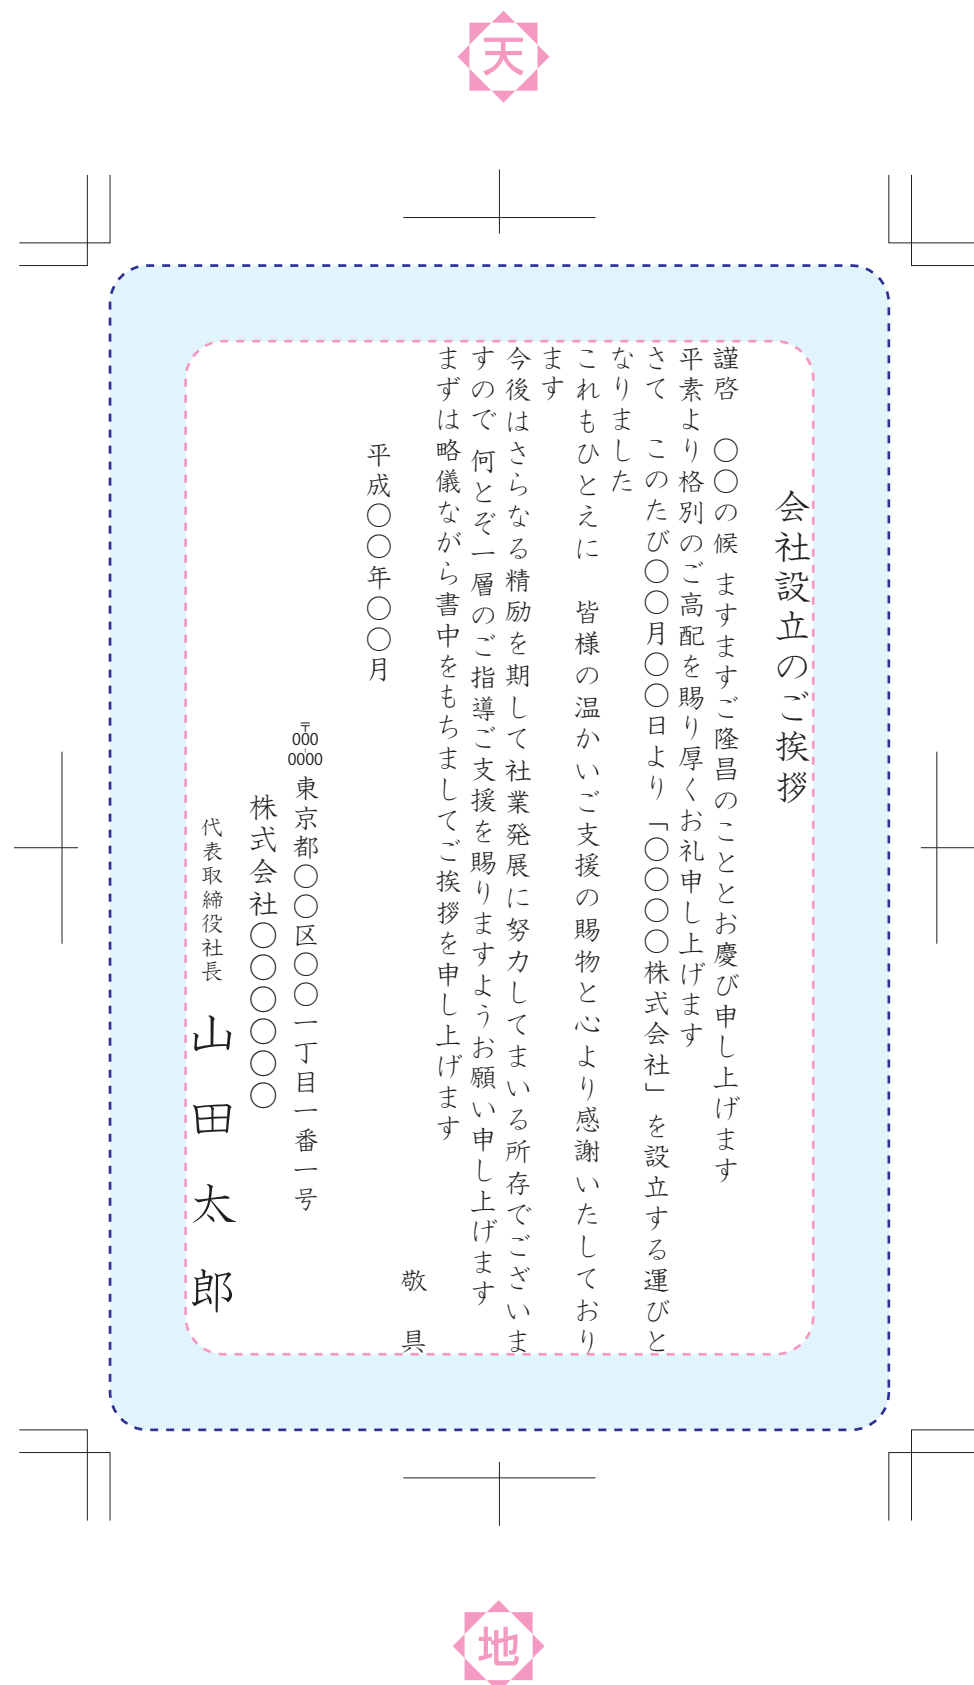 天
会社設立のご挨拶
謹啓　〇〇の候 ますますご隆昌のこととお慶び申し上げます
平素より格別のご高配を賜り厚くお礼申し上げます
さて　このたび〇〇月〇〇日より「〇〇〇〇株式会社」を設立する運びと
なりました
これもひとえに　皆様の温かいご支援の賜物と心より感謝いたしており
ます
今後はさらなる精励を期して社業発展に努力してまいる所存でございま
すので 何とぞ一層のご指導ご支援を賜りますようお願い申し上げます
まずは略儀ながら書中をもちましてご挨拶を申し上げます
敬　具
平成〇〇年〇〇月
〒000-0000 東京都〇〇区〇〇一丁目一番一号
株式会社〇〇〇〇〇〇
代表取締役社長　山田太郎
地